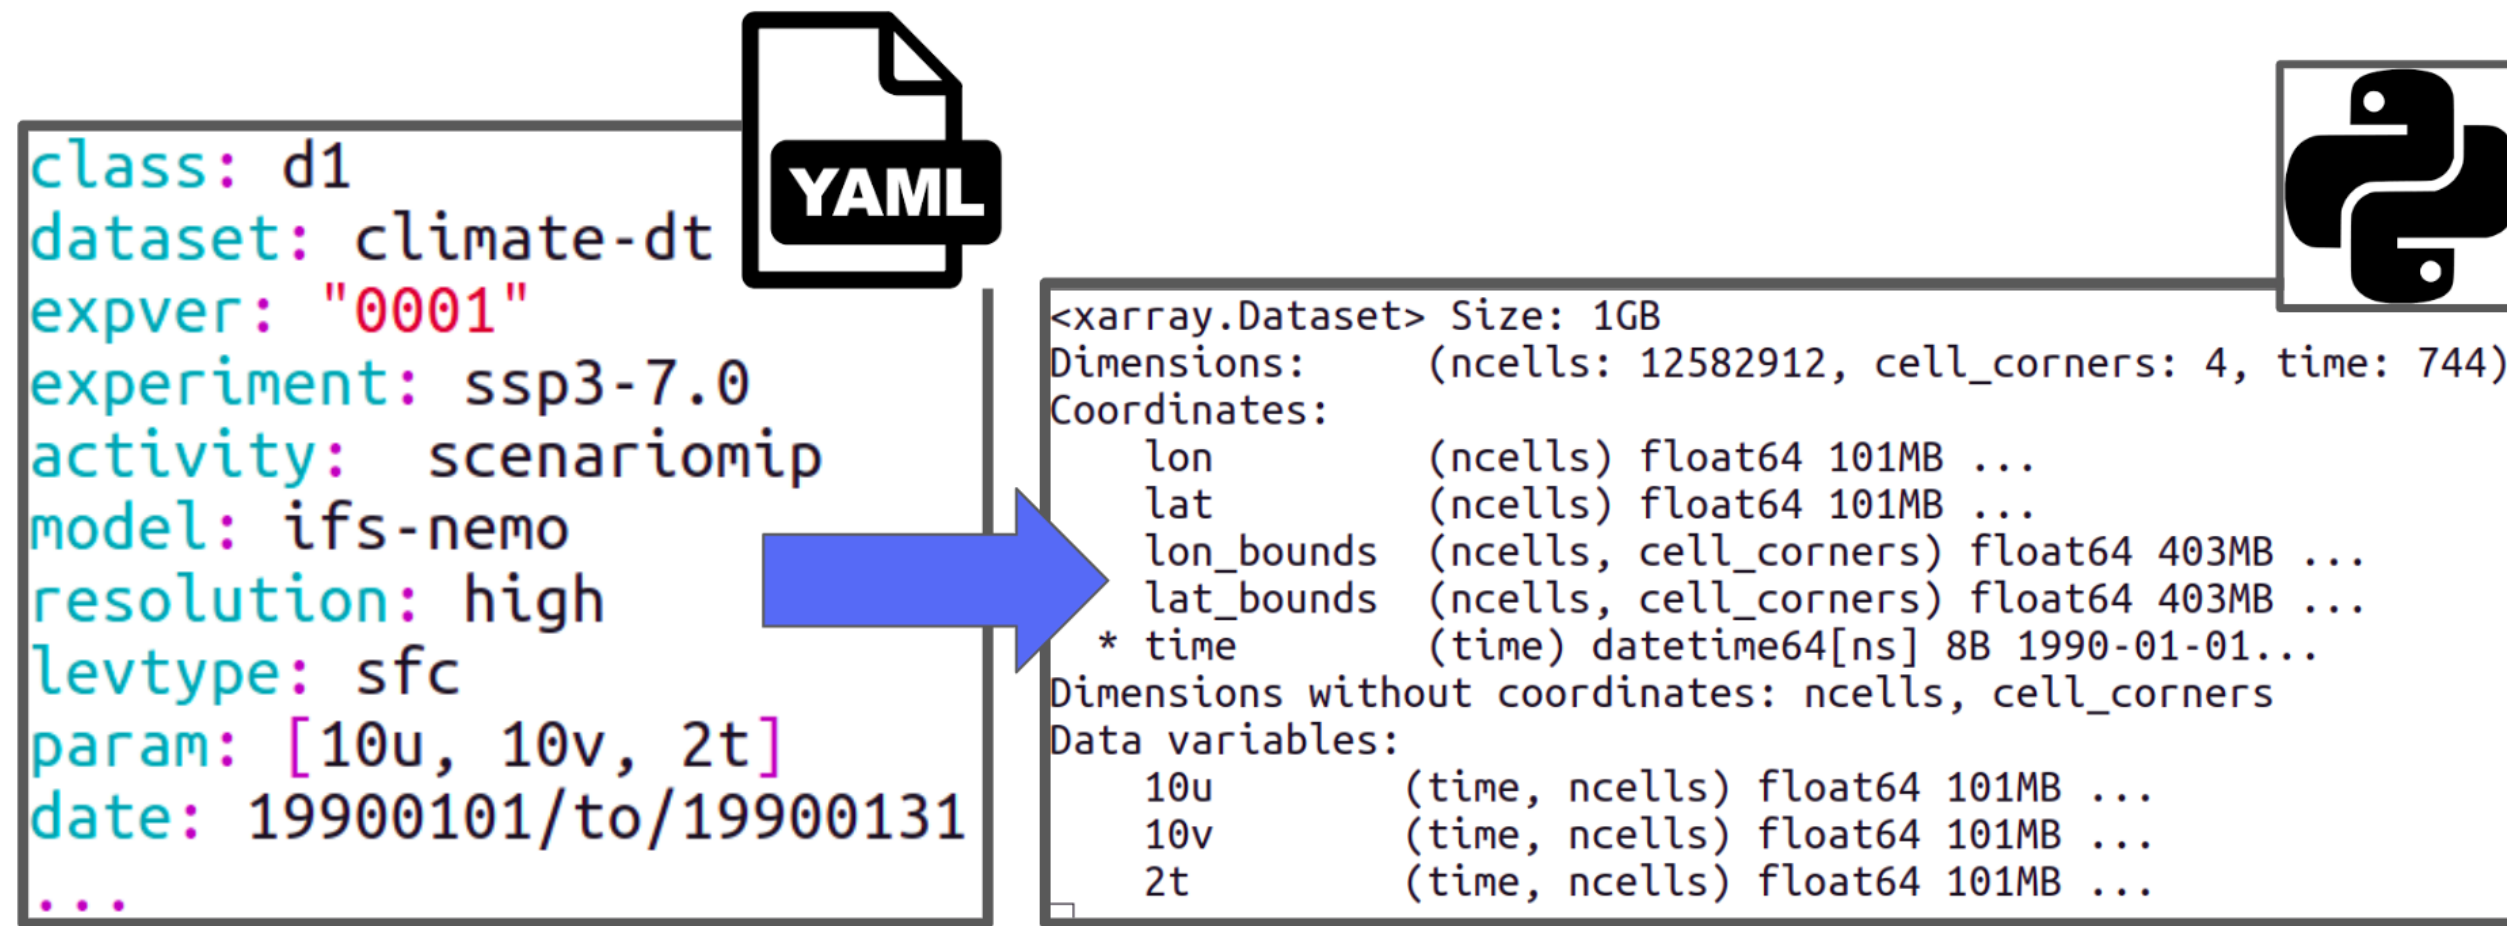 YAML
class: d1
dataset: climate-dt
expver: "0001"
experiment: ssp3-7.0
activity:  scenariomip
model: ifs-nemo
resolution: high
levtype: sfc
param: [10u, 10v, 2t]
date: 19900101/to/19900131
...
<xarray.Dataset> Size: 1GB
Dimensions:     (ncells: 12582912, cell_corners: 4, time: 744)
Coordinates:
    lon         (ncells) float64 101MB ...
    lat         (ncells) float64 101MB ...
    lon_bounds  (ncells, cell_corners) float64 403MB ...
    lat_bounds  (ncells, cell_corners) float64 403MB ...
  * time        (time) datetime64[ns] 8B 1990-01-01...
Dimensions without coordinates: ncells, cell_corners
Data variables:
    10u        (time, ncells) float64 101MB ...
    10v        (time, ncells) float64 101MB ...
    2t         (time, ncells) float64 101MB ...